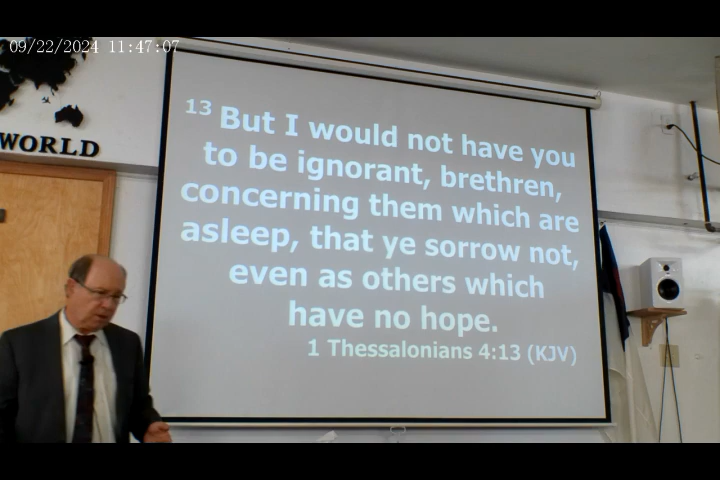 09/22/2024 11:47:07
WORLD
13 But I would not have you
to be ignorant, brethren,
concerning them which are
asleep, that ye sorrow not,
even as others which
have no hope.
1 Thessalonians 4:13 (KJV)